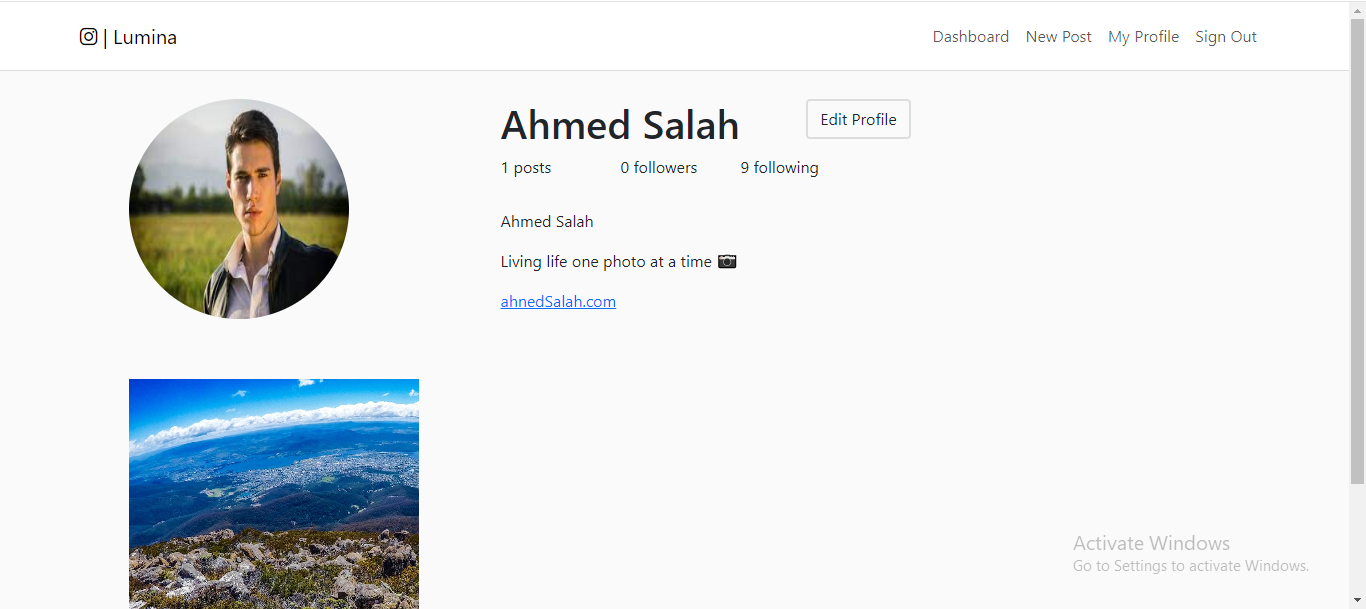 | Lumina
Dashboard New Post My Profile Sign Out
Ahmed Salah Edit Profile
1 posts 0 followers 9 following
Ahmed Salah
Living life one photo at a time 📷
ahnedSalah.com
Activate Windows
Go to Settings to activate Windows.